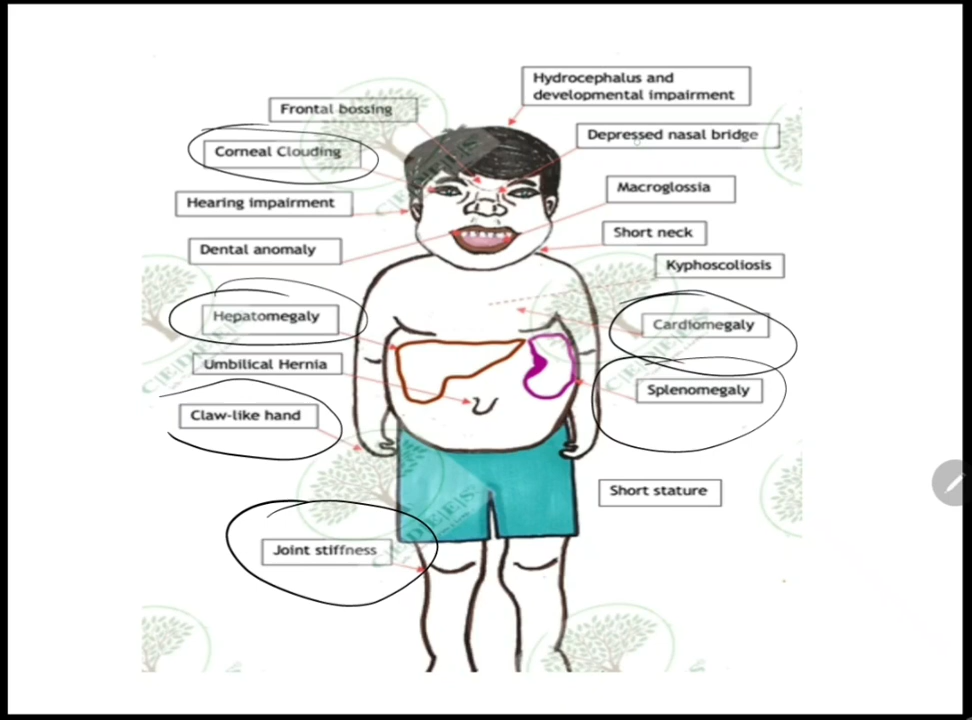 Hydrocephalus and
developmental impairment
Frontal bossing
Depressed nasal bridge
Corneal Clouding
Macroglossia
Hearing impairment
Short neck
Dental anomaly
Kyphoscoliosis
Hepatomegaly
Cardiomegaly
Umbilical Hernia
Splenomegaly
Claw-like hand
Short stature
Joint stiffness